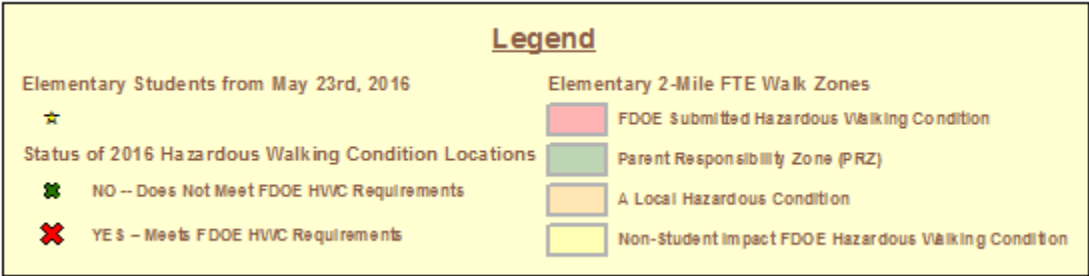 Legend
Elementary Students from May 23rd, 2016
Status of 2016 Hazardous Walking Condition Locations
NO -- Does Not Meet FDOE HWC Requirements
YES – Meets FDOE HWC Requirements
Elementary 2-Mile FTE Walk Zones
FDOE Submitted Hazardous Walking Condition
Parent Responsibility Zone (PRZ)
A Local Hazardous Condition
Non-Student Impact FDOE Hazardous Walking Condition